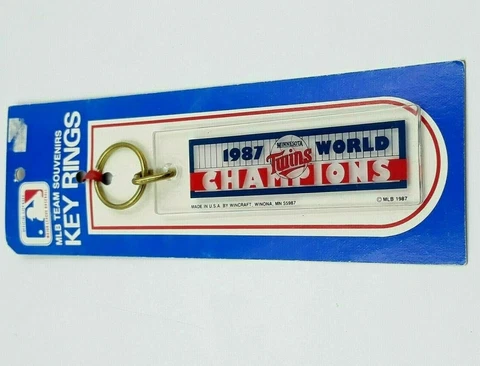 MLB TEAM SOUVENIRS
KEY RINGS
1987 MINNESOTA Twins WORLD
CHAMPIONS
MADE IN U.S.A. BY WINCRAFT, WINONA, MN 55987
© MLB 1987